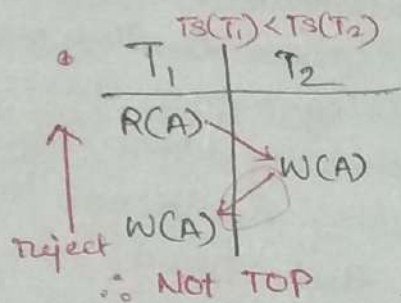 TS(T₁) < TS(T₂)
T₁ T₂
R(A)
W(A)
reject W(A)
∴ Not TOP